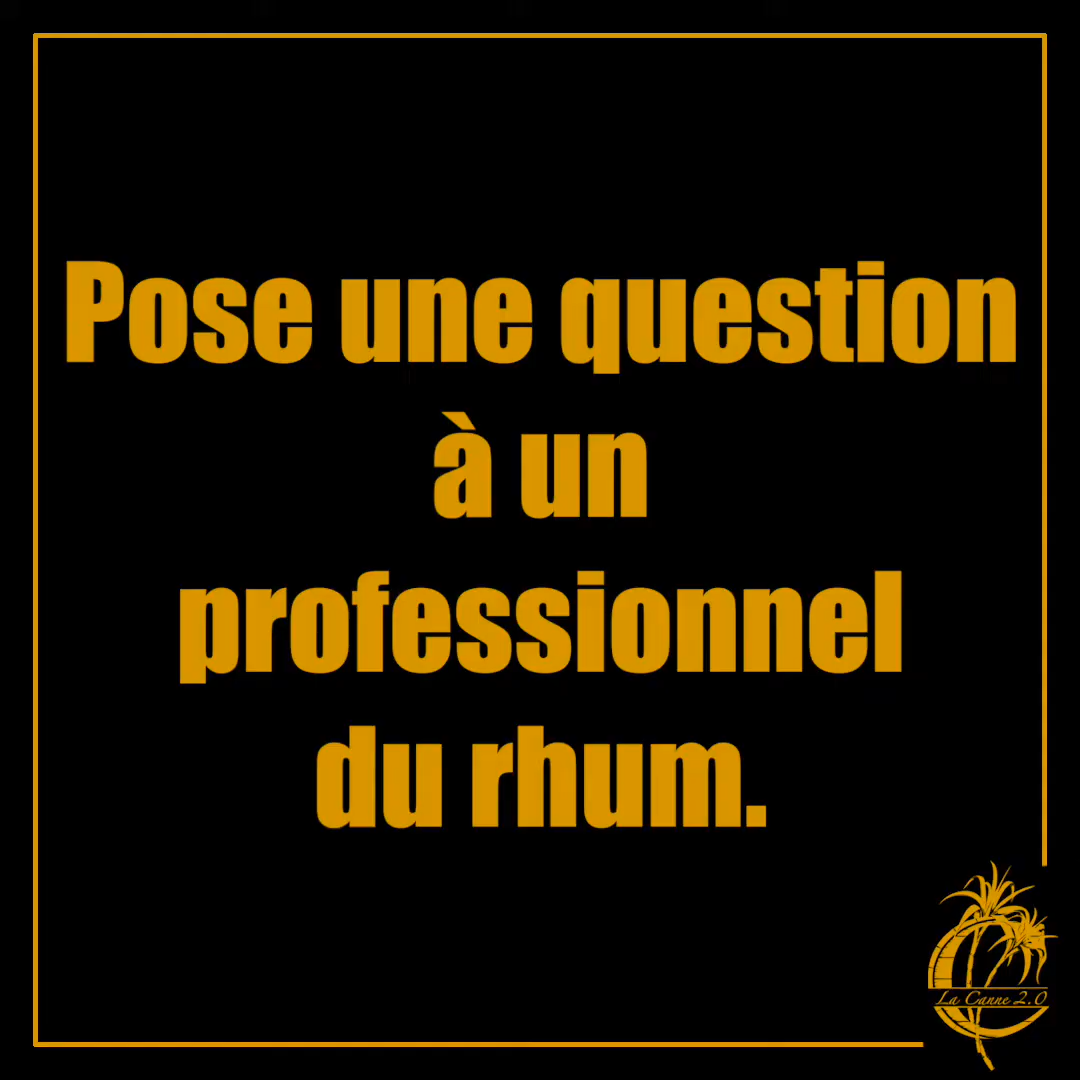 Pose une question
à un
professionnel
du rhum.
La Canne 2.0